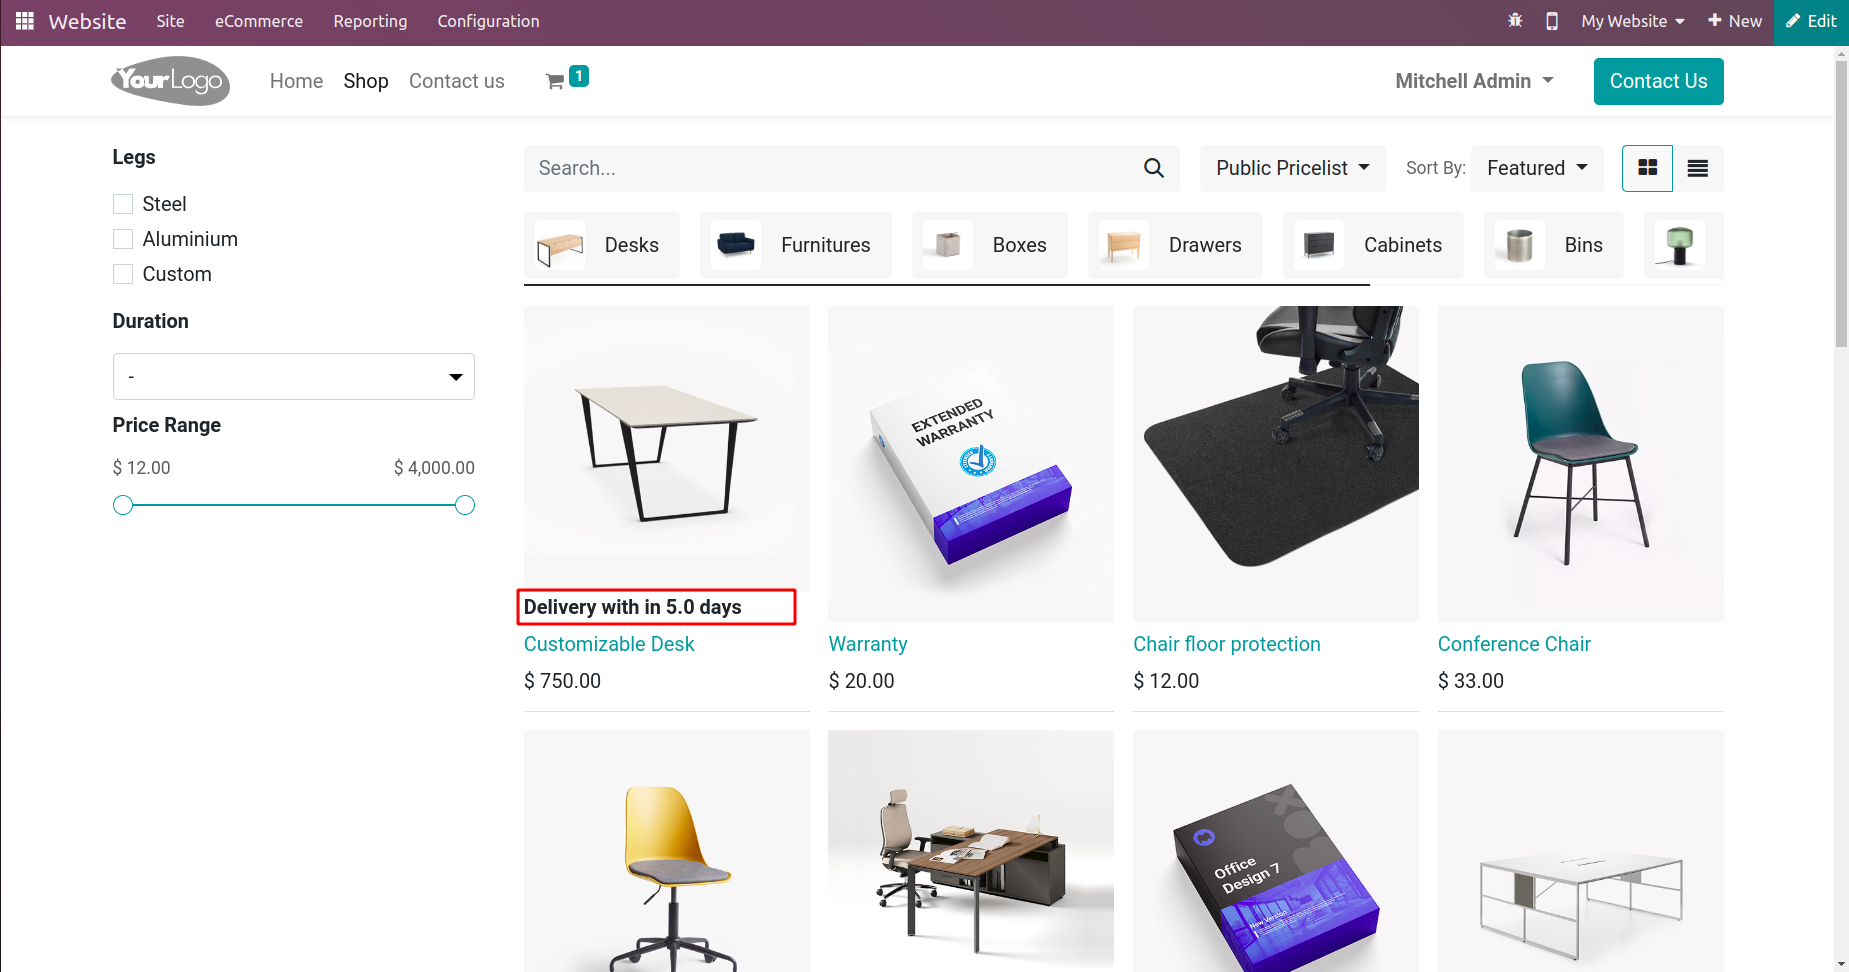 Website Site eCommerce Reporting Configuration My Website New Edit
YourLogo Home Shop Contact us 1 Mitchell Admin Contact Us
Legs
Steel
Aluminium
Custom
Duration
-
Price Range
$ 12.00 $ 4,000.00
Search... Public Pricelist Sort By: Featured
Desks Furnitures Boxes Drawers Cabinets Bins
EXTENDED
WARRANTY
Delivery with in 5.0 days
Customizable Desk
$ 750.00
Warranty
$ 20.00
Chair floor protection
$ 12.00
Conference Chair
$ 33.00
Office
Design 7
New Version